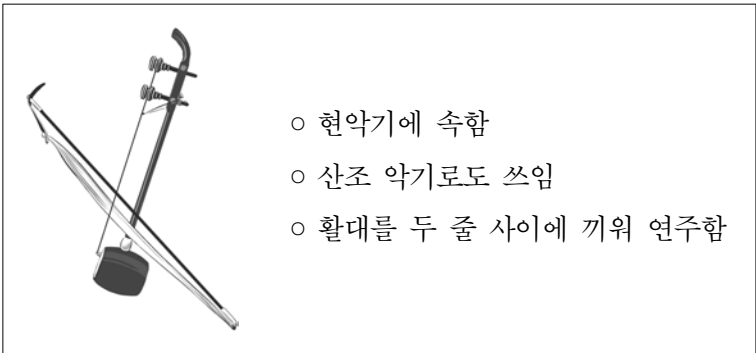 ○ 현악기에 속함
○ 산조 악기로도 쓰임
○ 활대를 두 줄 사이에 끼워 연주함